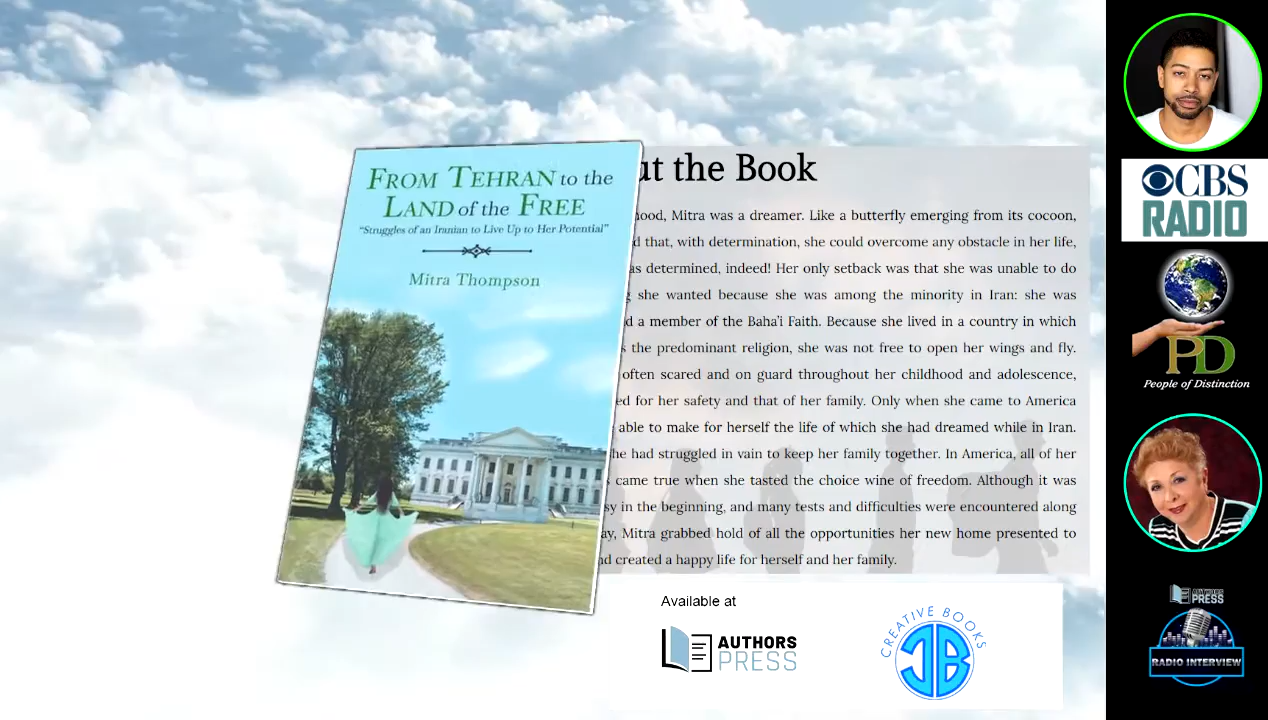 FROM TEHRAN to the
LAND of the FREE
"Struggles of an Iranian to Live Up to Her Potential"
Mitra Thompson
the Book
Mitra was a dreamer. Like a butterfly emerging from its cocoon,
that, with determination, she could overcome any obstacle in her life,
determined, indeed! Her only setback was that she was unable to do
she wanted because she was among the minority in Iran: she was
a member of the Baha'i Faith. Because she lived in a country in which
the predominant religion, she was not free to open her wings and fly.
often scared and on guard throughout her childhood and adolescence,
for her safety and that of her family. Only when she came to America
able to make for herself the life of which she had dreamed while in Iran.
he had struggled in vain to keep her family together. In America, all of her
came true when she tasted the choice wine of freedom. Although it was
in the beginning, and many tests and difficulties were encountered along
Mitra grabbed hold of all the opportunities her new home presented to
created a happy life for herself and her family.
Available at
AUTHORS
PRESS
CREATIVE BOOKS
CB
CBS
RADIO
PD
People of Distinction
AUTHORS
PRESS
RADIO INTERVIEW